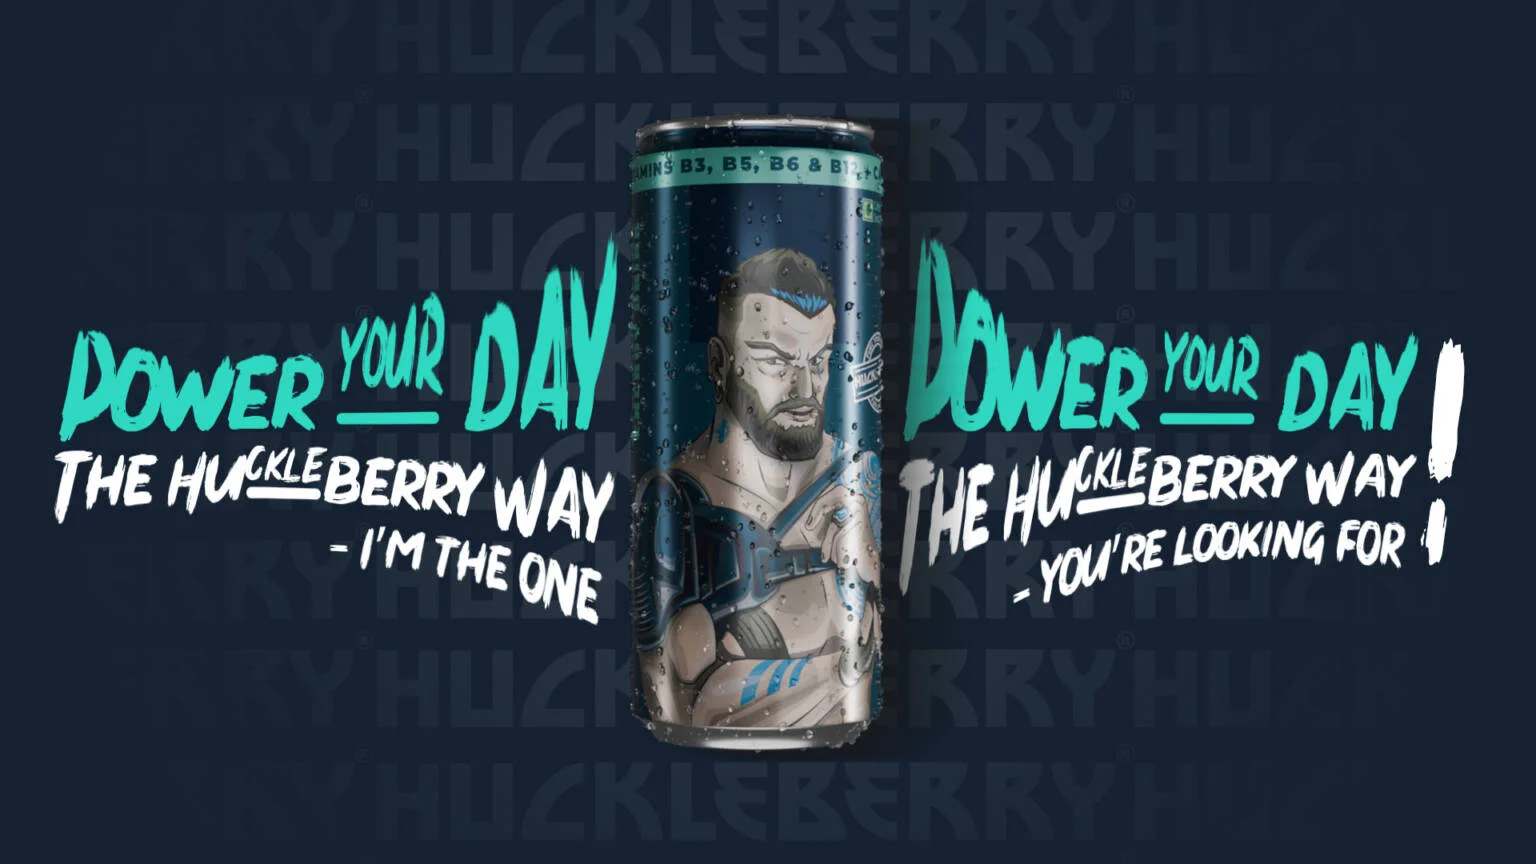 HUCKLEBERRY
VITAMINS B3, B5, B6 & B12 + 
POWER YOUR DAY
THE HUCKLEBERRY WAY
- I'M THE ONE
POWER YOUR DAY
THE HUCKLEBERRY WAY
- YOU'RE LOOKING FOR !